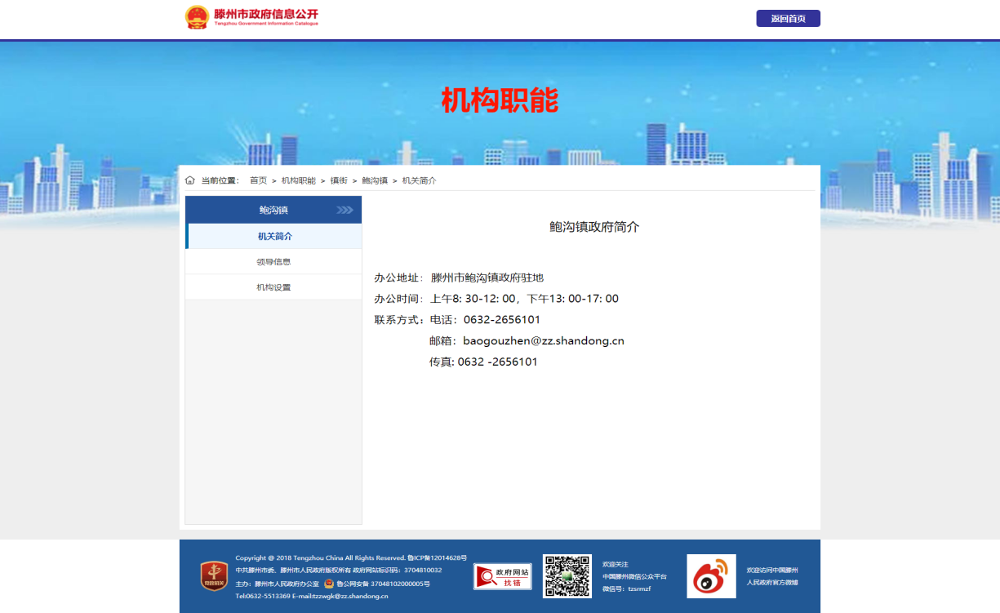 滕州市政府信息公开
Tengzhou Government Information Catalogue
返回首页
机构职能
当前位置： 首页 > 机构职能 > 镇街 > 鲍沟镇 > 机关简介
鲍沟镇
机关简介
领导信息
机构设置
鲍沟镇政府简介
办公地址： 滕州市鲍沟镇政府驻地
办公时间：上午8: 30-12: 00，下午13: 00-17: 00
联系方式：电话：0632-2656101
邮箱：baogouzhen@zz.shandong.cn
传真: 0632 -2656101
党政机关
Copyright @ 2018 Tengzhou China All Rights Reserved. 鲁ICP备12014628号
中共滕州市委、滕州市人民政府版权所有 政府网站标识码：3704810032
主办：滕州市人民政府办公室 鲁公网安备 37048102000005号
Tel:0632-5513369 E-mail:tzzwgk@zz.shandong.cn
政府网站
找错
欢迎关注
中国滕州微信公众平台
微信号：tzsrmzf
欢迎访问中国滕州
人民政府官方微博